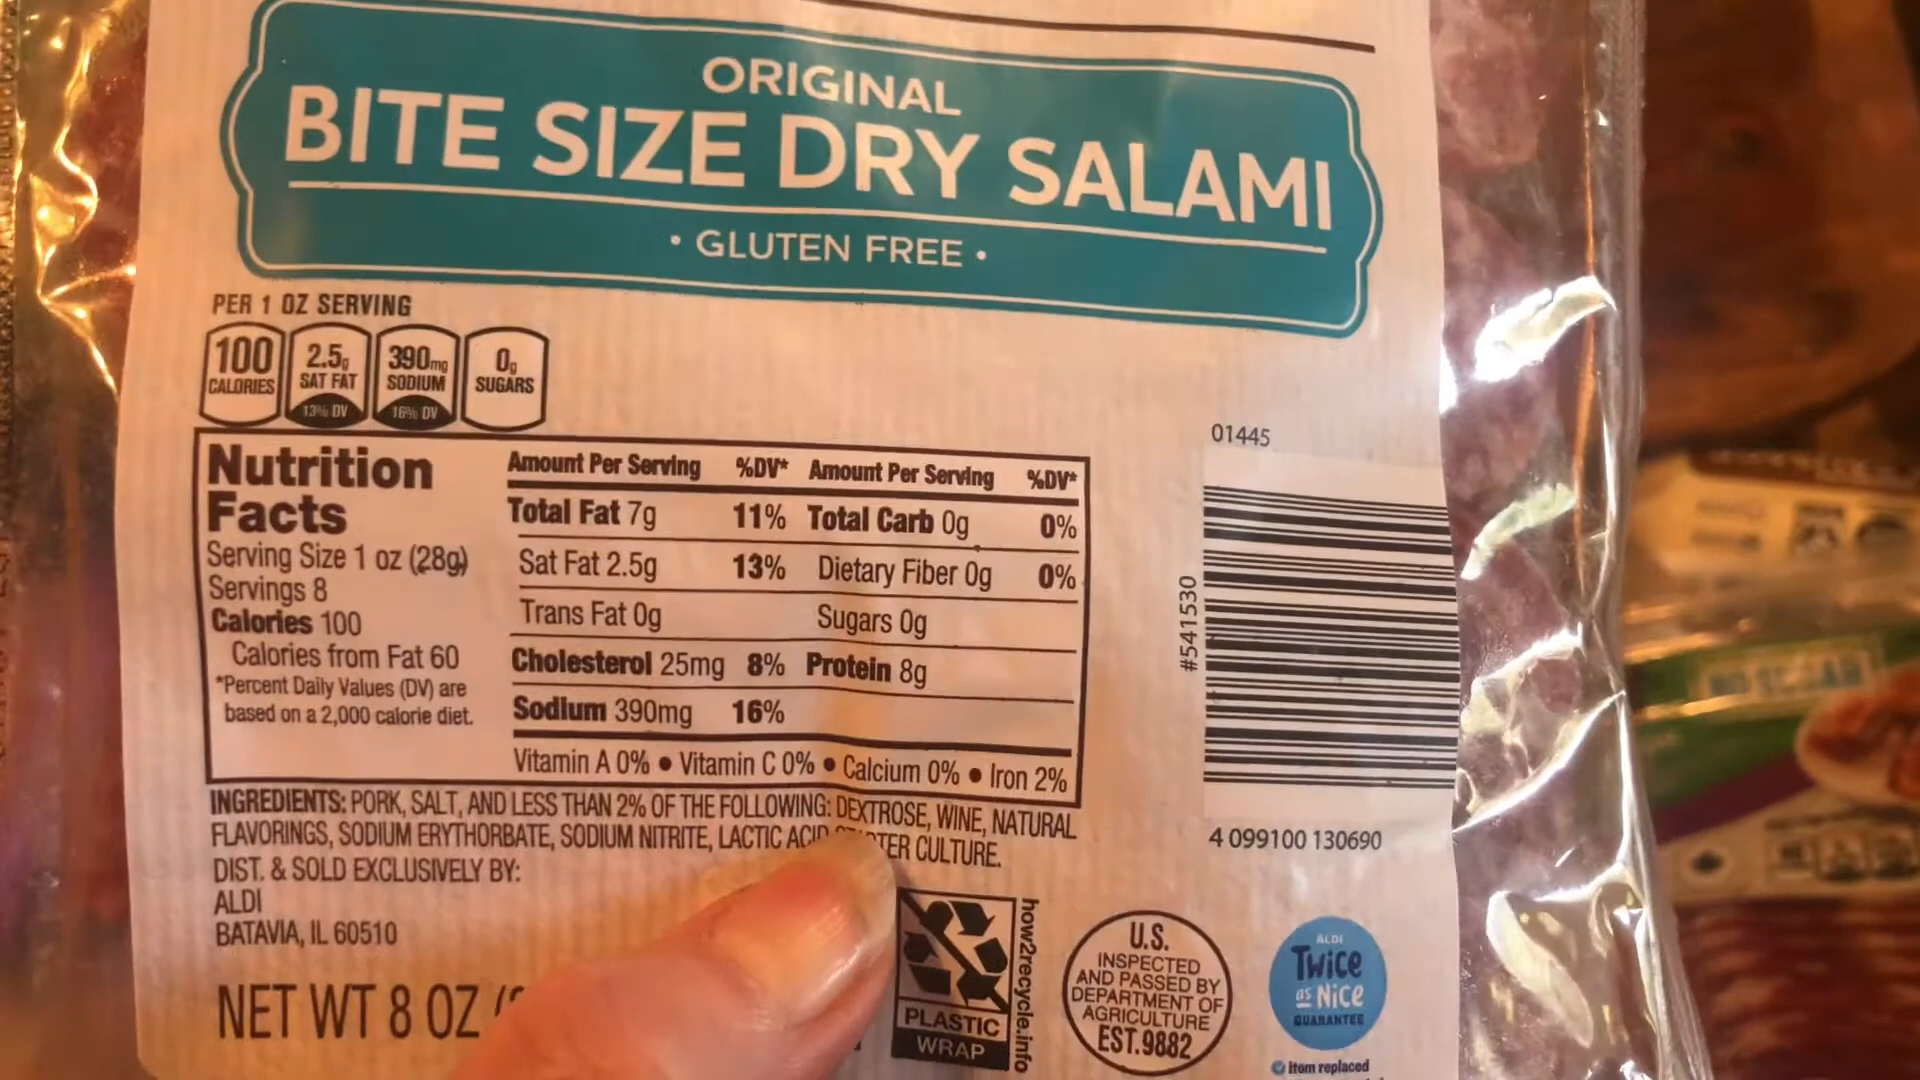 ORIGINAL
BITE SIZE DRY SALAMI
• GLUTEN FREE •
PER 1 OZ SERVING
100 CALORIES
2.5g SAT FAT 13% DV
390mg SODIUM 16% DV
0g SUGARS
Nutrition
Facts
Serving Size 1 oz (28g)
Servings 8
Calories 100
Calories from Fat 60
*Percent Daily Values (DV) are
based on a 2,000 calorie diet.
Amount Per Serving %DV* Amount Per Serving %DV*
Total Fat 7g 11% Total Carb 0g 0%
Sat Fat 2.5g 13% Dietary Fiber 0g 0%
Trans Fat 0g Sugars 0g
Cholesterol 25mg 8% Protein 8g
Sodium 390mg 16%
Vitamin A 0% • Vitamin C 0% • Calcium 0% • Iron 2%
INGREDIENTS: PORK, SALT, AND LESS THAN 2% OF THE FOLLOWING: DEXTROSE, WINE, NATURAL
FLAVORINGS, SODIUM ERYTHORBATE, SODIUM NITRITE, LACTIC ACID STARTER CULTURE.
DIST. & SOLD EXCLUSIVELY BY:
ALDI
BATAVIA, IL 60510
NET WT 8 OZ
01445
#541530
4 099100 130690
how2recycle.info
PLASTIC
WRAP
U.S.
INSPECTED
AND PASSED BY
DEPARTMENT OF
AGRICULTURE
EST.9882
ALDI
Twice
as Nice
GUARANTEE
item replaced
NO SUGAR